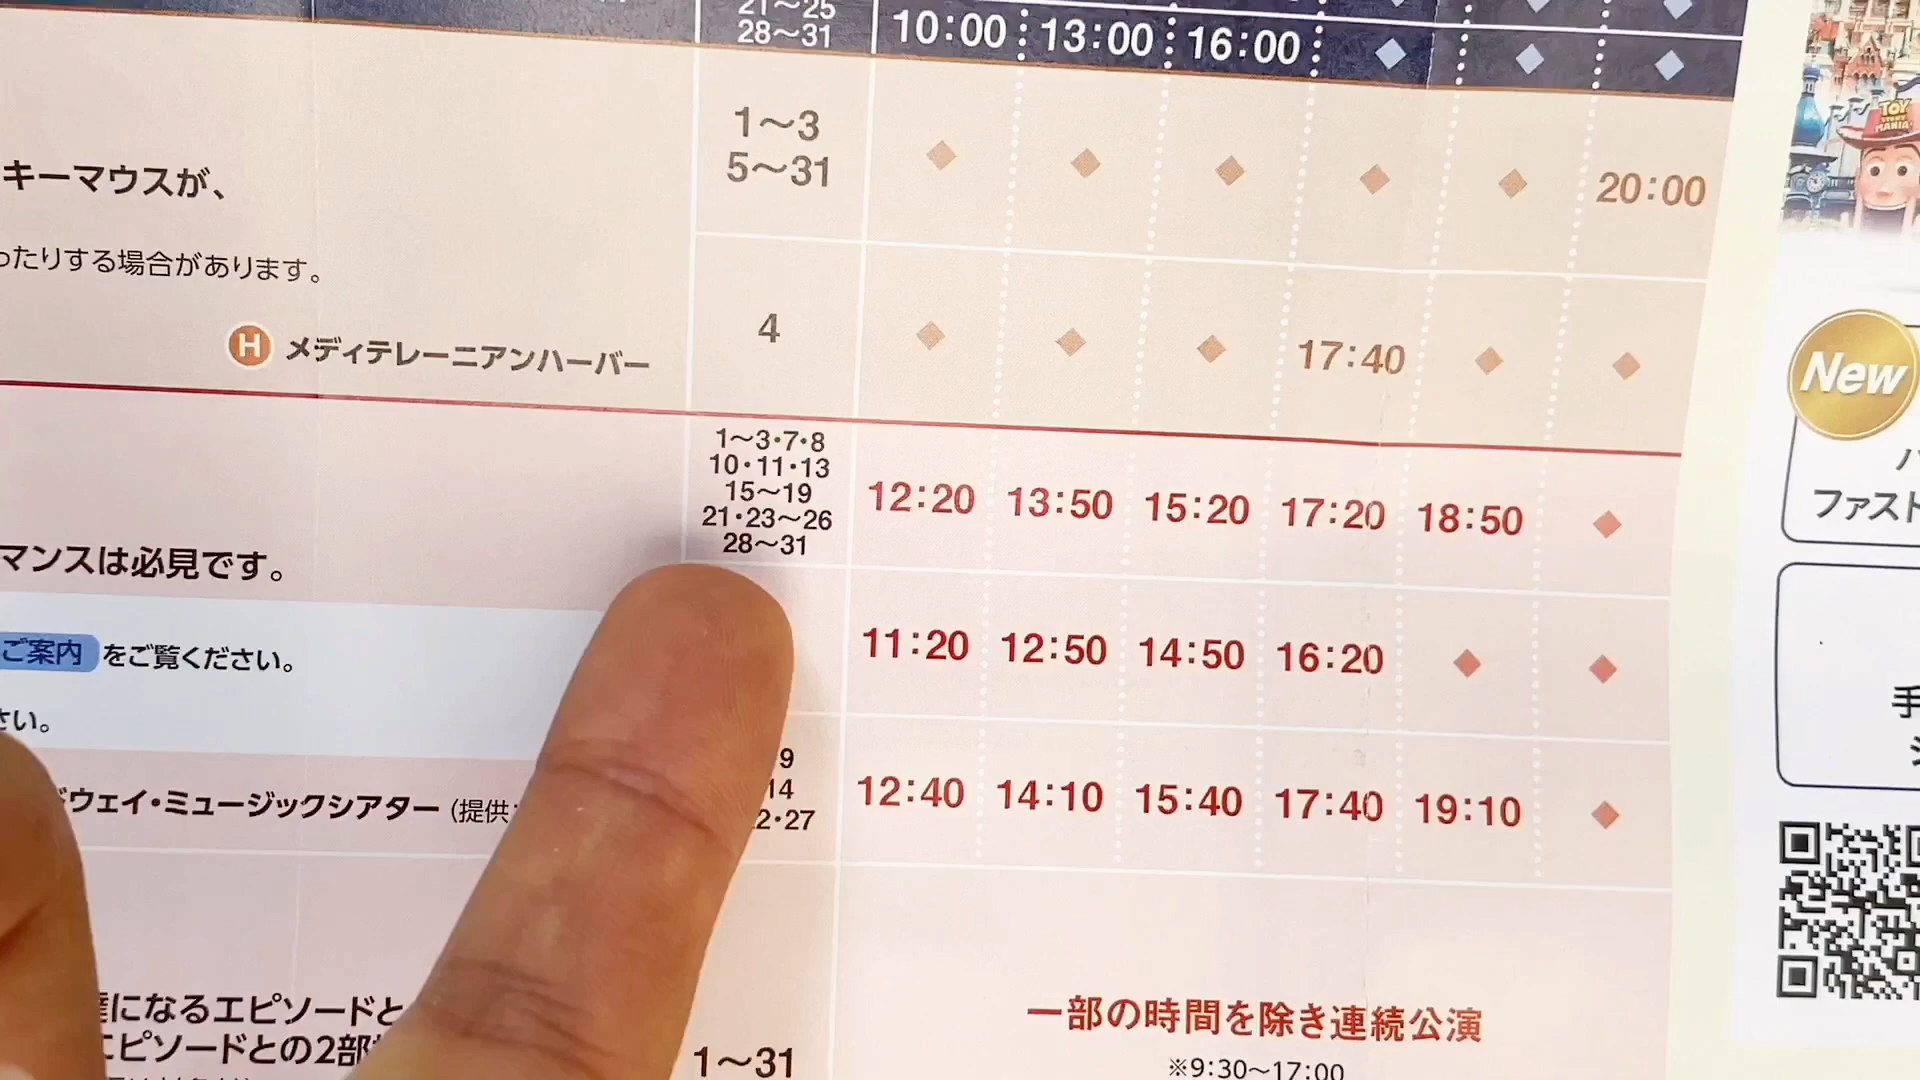 21～25
28～31
10:00 13:00 16:00
1～3
5～31
20:00
キーマウスが、
ったりする場合があります。
H メディテレーニアンハーバー
4
17:40
1～3・7・8
10・11・13
15～19
21・23～26
28～31
12:20 13:50 15:20 17:20 18:50
マンスは必見です。
11:20 12:50 14:50 16:20
ご案内 をご覧ください。
さい。
9
14
2・27
12:40 14:10 15:40 17:40 19:10
ドウェイ・ミュージックシアター (提供:
になるエピソードと
エピソードとの2部
1～31
一部の時間を除き連続公演
※9:30～17:00
TOY
STORY
MANIA!
New
ファスト
手